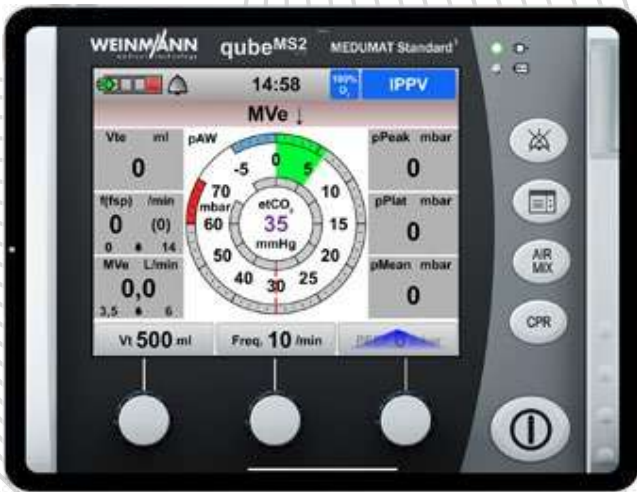 WEINMANN qube MS2 MEDUMAT Standard²
medical technology
14:58 100% O₂ IPPV
MVe ↓
Vte ml
0
f(fsp) /min
0 (0)
0 14
MVe L/min
0,0
3,5 6
pAW
-5 0 5
70 10
mbar
60 15
50 20
40 30 25
etCO₂
35
mmHg
pPeak mbar
0
pPlat mbar
0
pMean mbar
0
Vt 500 ml Freq. 10 /min
AIR
MIX
CPR